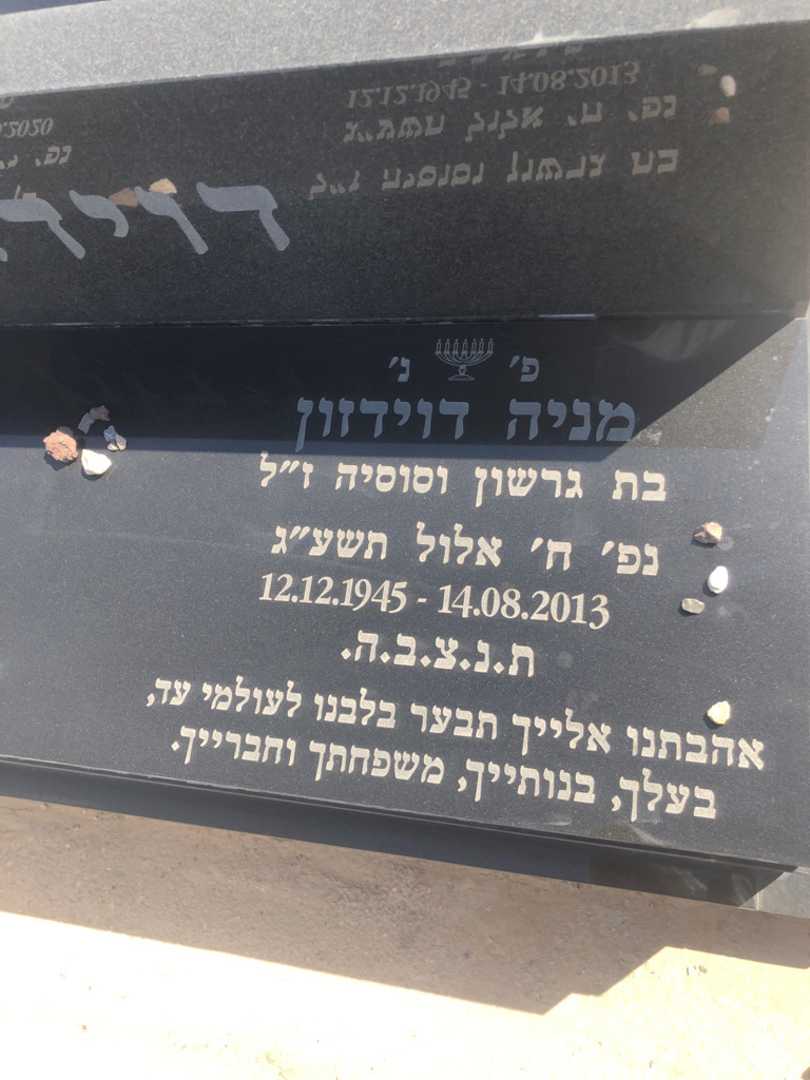 דויד
פ׳ נ׳
מניה דוידזון
בת גרשון וסוסיה ז״ל
נפ׳ ח׳ אלול תשע״ג
12.12.1945 - 14.08.2013
ת.נ.צ.ב.ה.
אהבתנו אלייך תבער בלבנו לעולמי עד,
בעלך, בנותייך, משפחתך וחברייך.